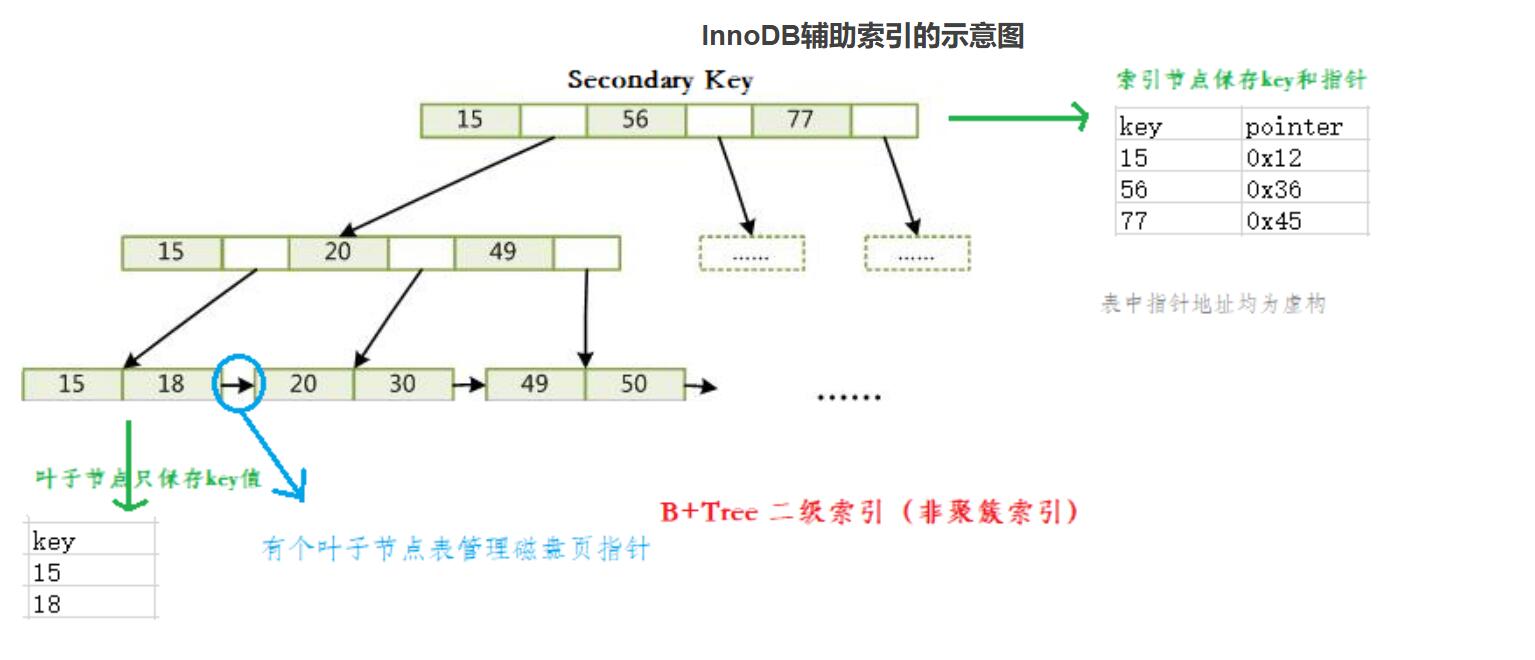 InnoDB辅助索引的示意图
Secondary Key
索引节点保存key和指针
15 56 77
key pointer
15 0x12
56 0x36
77 0x45
15 20 49
…… ……
表中指针地址均为虚构
15 18 20 30 49 50
……
叶子节点只保存key值
B+Tree 二级索引（非聚簇索引）
有个叶子节点表管理磁盘页指针
key
15
18